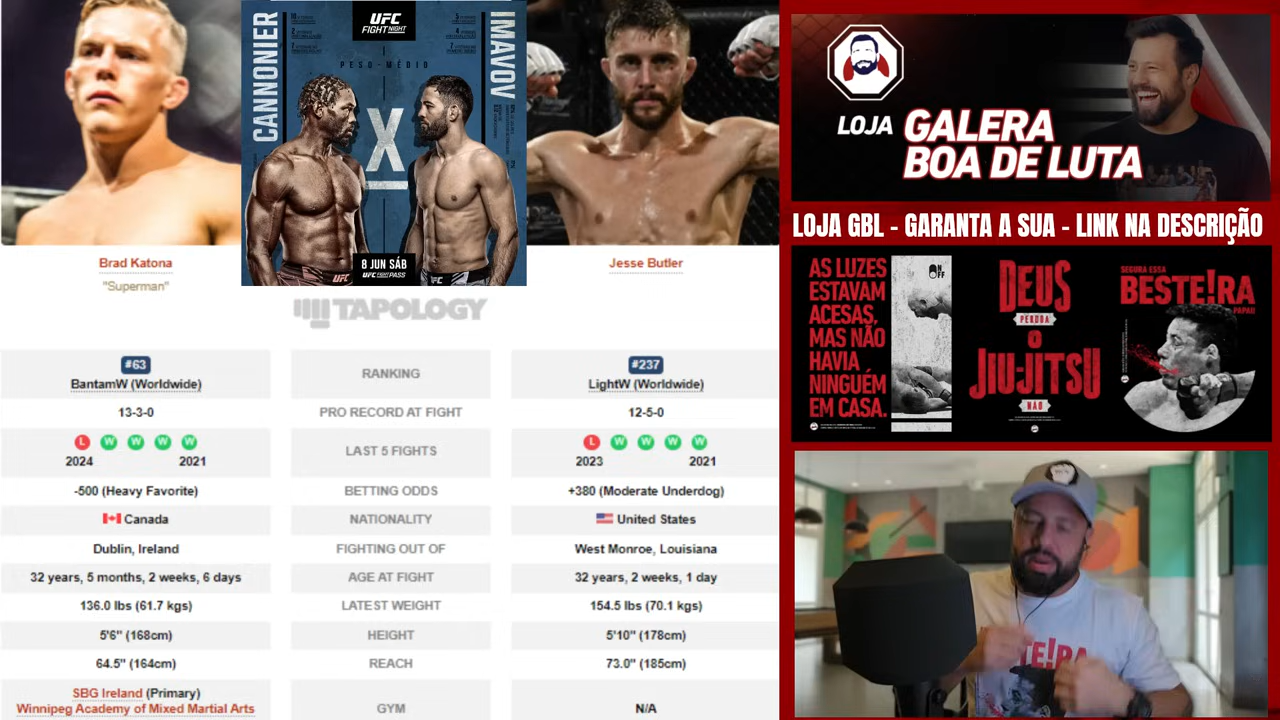 CANNONIER
UFC
FIGHT NIGHT
PESO-MÉDIO
IMAVOV
X
UFC
8 JUN SÁB
UFC FIGHT PASS
Brad Katona
"Superman"
Jesse Butler
TAPOLOGY
#63
BantamW (Worldwide)
RANKING
#237
LightW (Worldwide)
13-3-0
PRO RECORD AT FIGHT
12-5-0
L W W W W
2024 2021
LAST 5 FIGHTS
L W W W W
2023 2021
-500 (Heavy Favorite)
BETTING ODDS
+380 (Moderate Underdog)
Canada
NATIONALITY
United States
Dublin, Ireland
FIGHTING OUT OF
West Monroe, Louisiana
32 years, 5 months, 2 weeks, 6 days
AGE AT FIGHT
32 years, 2 weeks, 1 day
136.0 lbs (61.7 kgs)
LATEST WEIGHT
154.5 lbs (70.1 kgs)
5'6" (168cm)
HEIGHT
5'10" (178cm)
64.5" (164cm)
REACH
73.0" (185cm)
SBG Ireland (Primary)
Winnipeg Academy of Mixed Martial Arts
GYM
N/A
LOJA GALERA
BOA DE LUTA
LOJA GBL - GARANTA A SUA - LINK NA DESCRIÇÃO
AS LUZES
ESTAVAM
ACESAS,
MAS NÃO
HAVIA
NINGUÉM
EM CASA.
ON
OFF
DEUS
PERDOA
O
JIU-JITSU
NÃO
SEGURA ESSA
BESTE!RA
PAPAI!
TE!RA